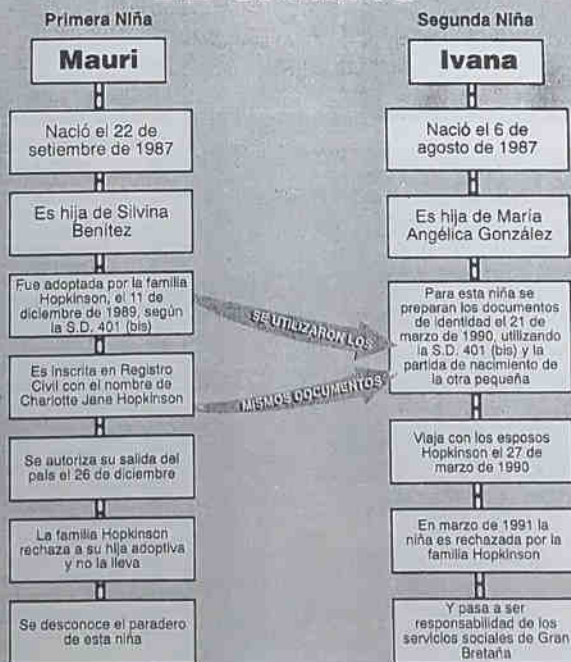 Primera Niña
Mauri
Nació el 22 de
setiembre de 1987
Es hija de Silvina
Benítez
Fue adoptada por la familia
Hopkinson, el 11 de
diciembre de 1989, según
la S.D. 401 (bis)
Es inscrita en Registro
Civil con el nombre de
Charlotte Jane Hopkinson
Se autoriza su salida del
país el 26 de diciembre
La familia Hopkinson
rechaza a su hija adoptiva
y no la lleva
Se desconoce el paradero
de esta niña
SE UTILIZARON LOS
MISMOS DOCUMENTOS
Segunda Niña
Ivana
Nació el 6 de
agosto de 1987
Es hija de María
Angélica González
Para esta niña se
preparan los documentos
de identidad el 21 de
marzo de 1990, utilizando
la S.D. 401 (bis) y la
partida de nacimiento de
la otra pequeña
Viaja con los esposos
Hopkinson el 27 de
marzo de 1990
En marzo de 1991 la
niña es rechazada por la
familia Hopkinson
Y pasa a ser
responsabilidad de los
servicios sociales de Gran
Bretaña